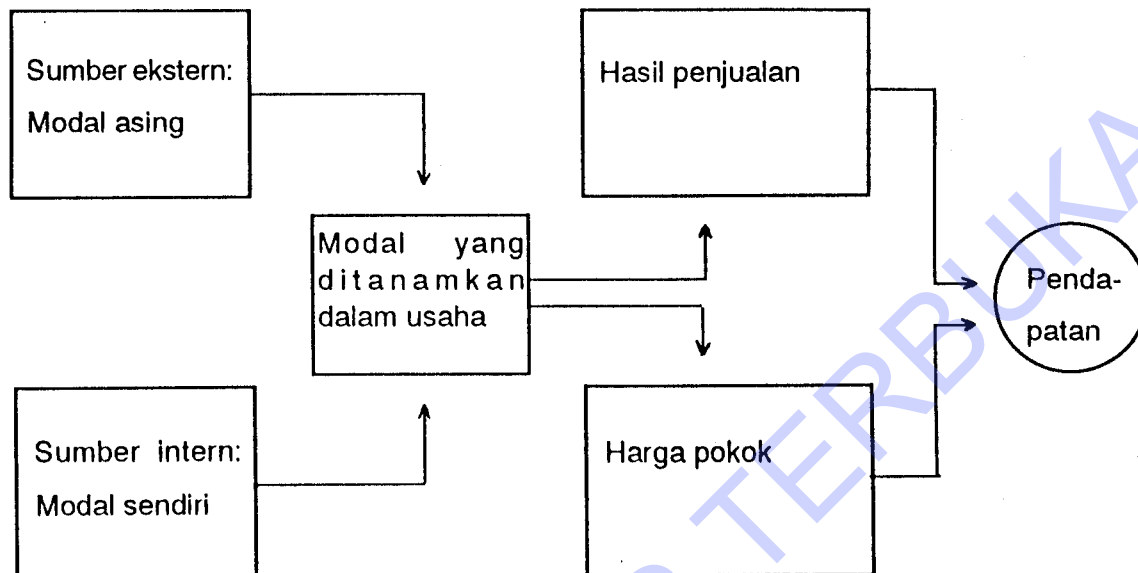 Sumber ekstern:
Modal asing
Hasil penjualan
Modal yang
ditanamkan
dalam usaha
Penda-
patan
Sumber intern:
Modal sendiri
Harga pokok
TERBUKA